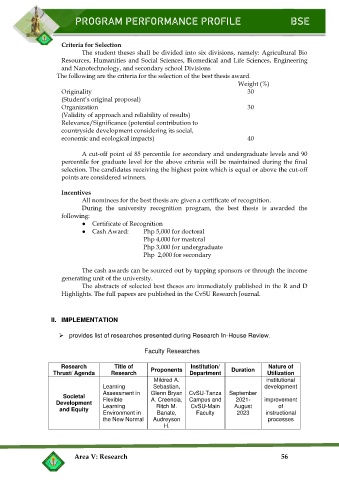 PROGRAM PERFORMANCE PROFILE BSE
Criteria for Selection
The student theses shall be divided into six divisions, namely: Agricultural Bio
Resources, Humanities and Social Sciences, Biomedical and Life Sciences, Engineering
and Nanotechnology, and secondary school Divisions
The following are the criteria for the selection of the best thesis award.
Weight (%)
Originality 30
(Student's original proposal)
Organization 30
(Validity of approach and reliability of results)
Relevance/Significance (potential contribution to
countryside development considering its social,
economic and ecological impacts) 40
A cut-off point of 85 percentile for secondary and undergraduate levels and 90
percentile for graduate level for the above criteria will be maintained during the final
selection. The candidates receiving the highest point which is equal or above the cut-off
points are considered winners.
Incentives
All nominees for the best thesis are given a certificate of recognition.
During the university recognition program, the best thesis is awarded the
following:
● Certificate of Recognition
● Cash Award: Php 5,000 for doctoral
Php 4,000 for masteral
Php 3,000 for undergraduate
Php 2,000 for secondary
The cash awards can be sourced out by tapping sponsors or through the income
generating unit of the university.
The abstracts of selected best theses are immediately published in the R and D
Highlights. The full papers are published in the CvSU Research Journal.
II. IMPLEMENTATION
➢ provides list of researches presented during Research In-House Review.
Faculty Researches
Research Title of Proponents Institution/ Duration Nature of
Thrust/ Agenda Research Department Utilization
Mildred A. institutional
Learning Sebastian, development
Societal Assessment in Glenn Bryan CvSU-Tanza September
Development Flexible A. Creencia, Campus and 2021- improvement
and Equity Learning Ritch M. CvSU-Main August of
Environment in Banate, Faculty 2023 instructional
the New Normal Audreyson processes
H.
Area V: Research 56